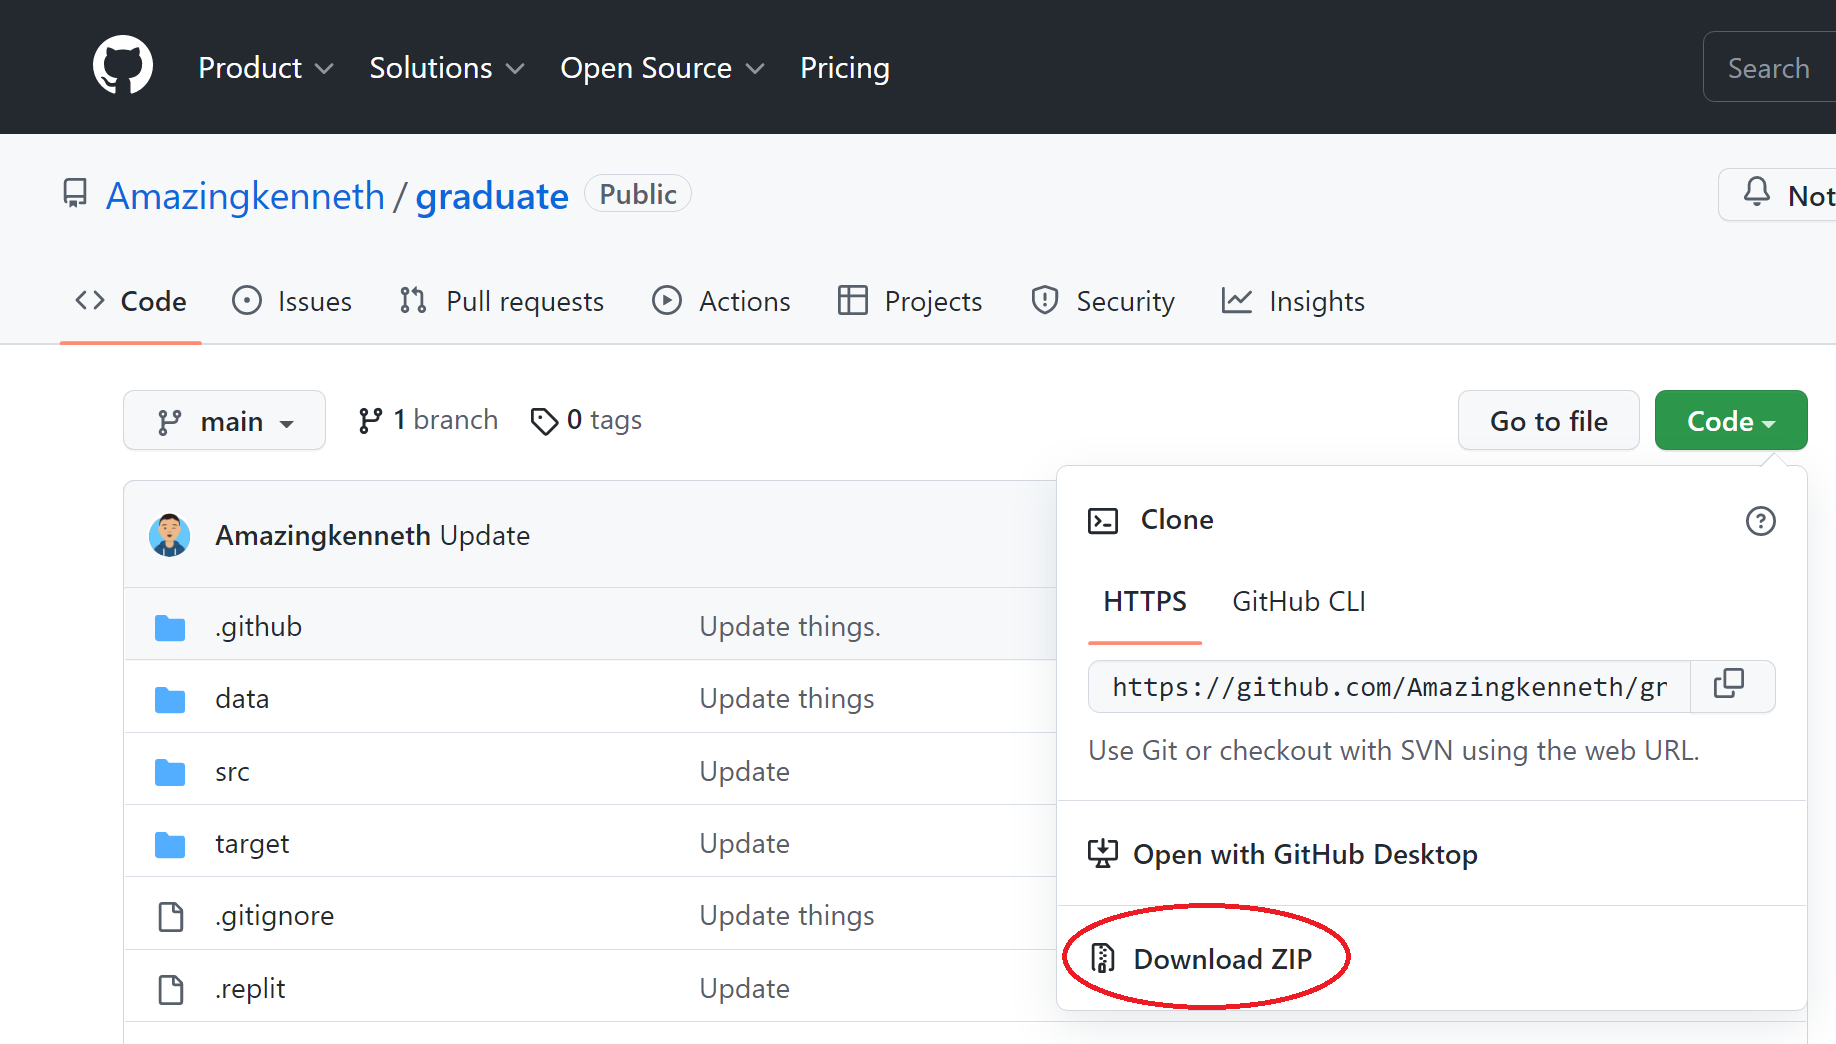 Product Solutions Open Source Pricing Search
Amazingkenneth / graduate Public Not
Code Issues Pull requests Actions Projects Security Insights
main 1 branch 0 tags Go to file Code
Amazingkenneth Update
.github Update things.
data Update things
src Update
target Update
.gitignore Update things
.replit Update
Clone
HTTPS GitHub CLI
https://github.com/Amazingkenneth/gr
Use Git or checkout with SVN using the web URL.
Open with GitHub Desktop
Download ZIP